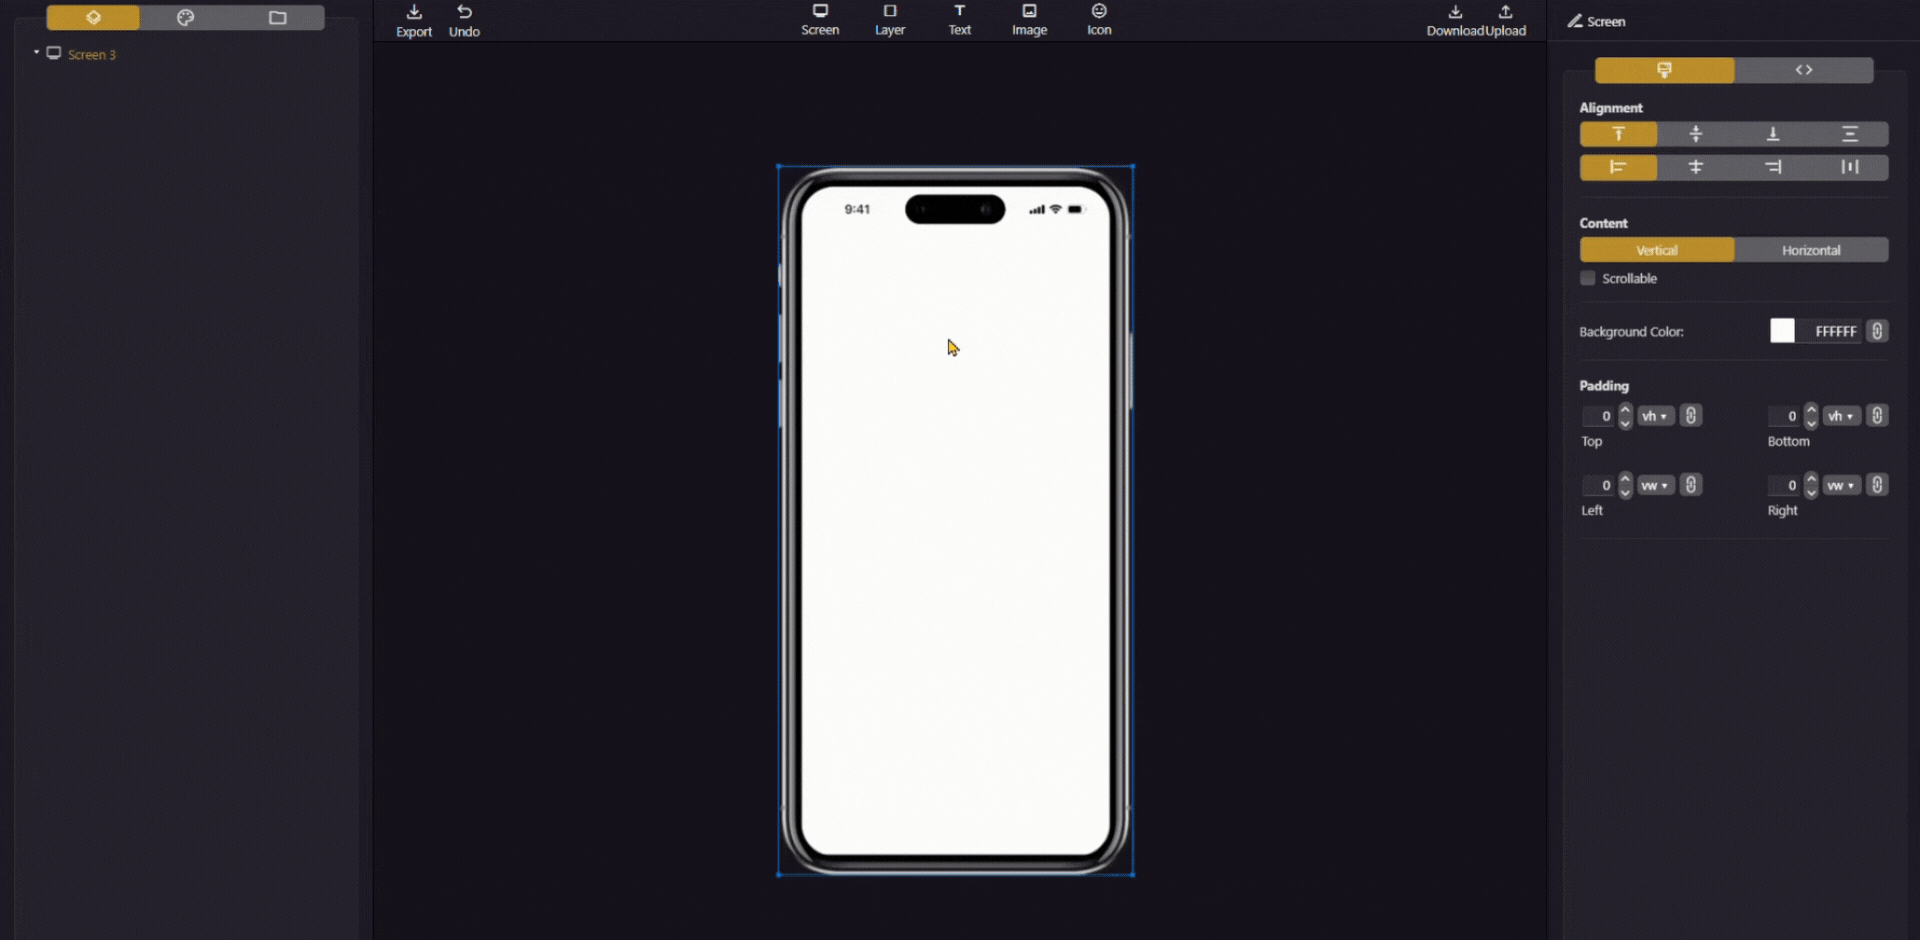 Screen 3
Export
Undo
Screen
Layer
Text
Image
Icon
Download
Upload
9:41
Screen
Alignment
Content
Vertical
Horizontal
Scrollable
Background Color:
FFFFFF
Padding
0 vh
0 vh
Top
Bottom
0 vw
0 vw
Left
Right